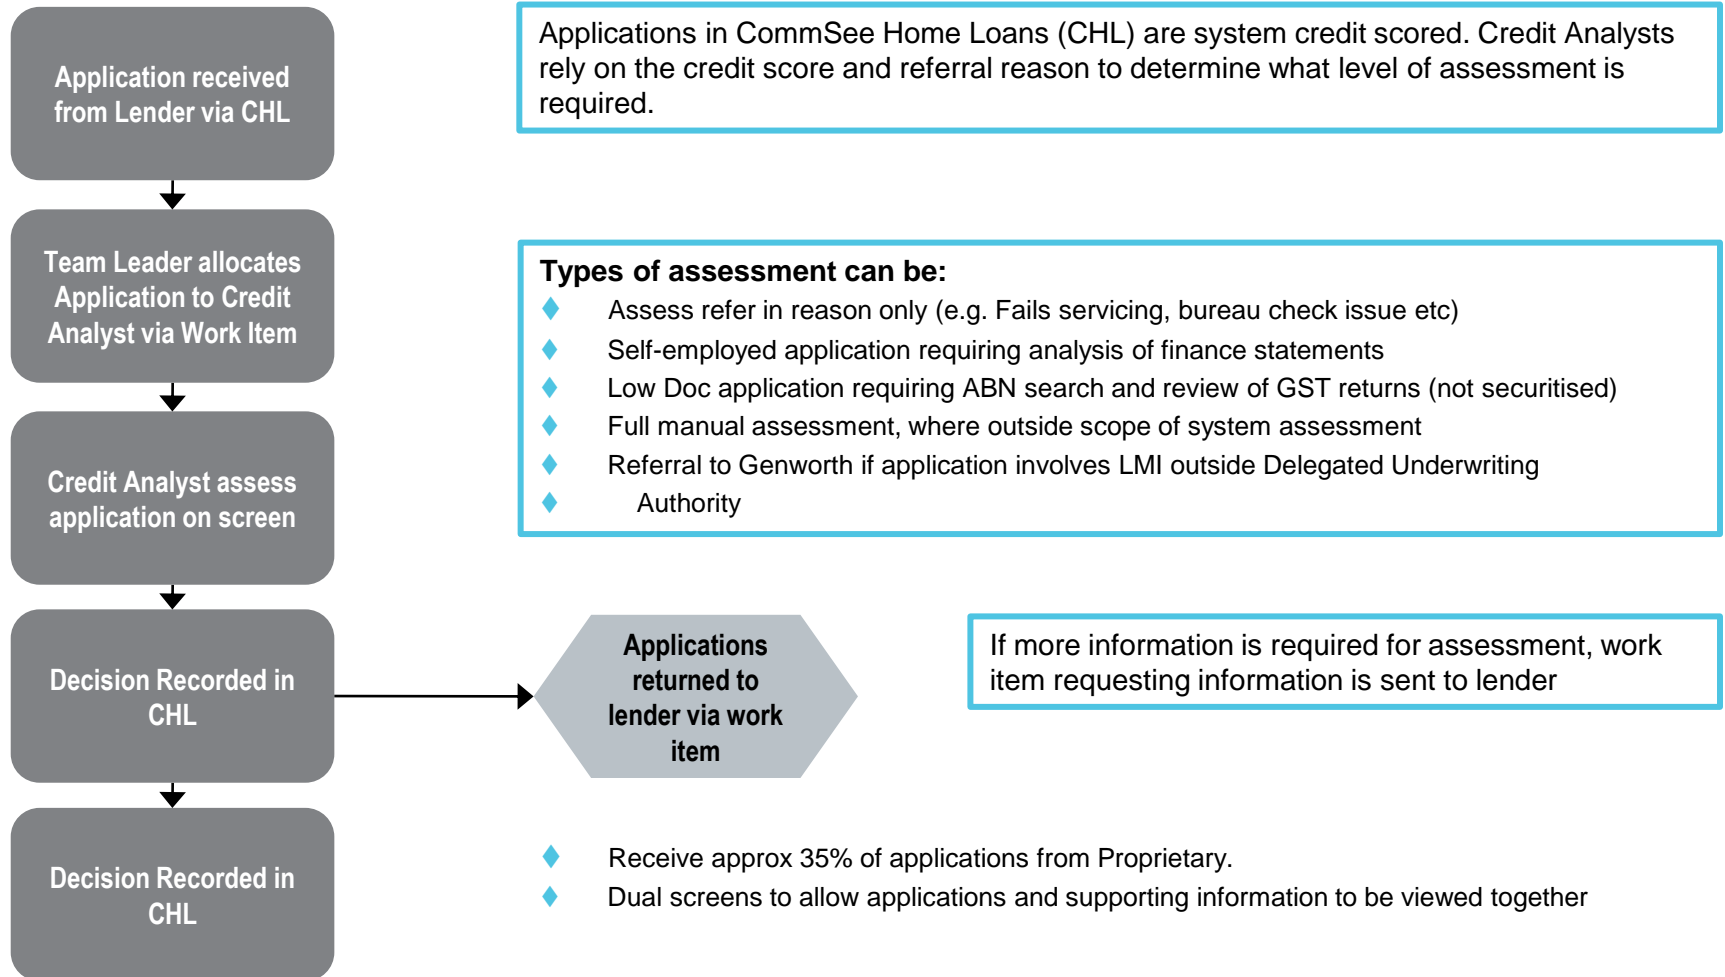 Application received
from Lender via CHL
Applications in CommSee Home Loans (CHL) are system credit scored. Credit Analysts
rely on the credit score and referral reason to determine what level of assessment is
required.
Team Leader allocates
Application to Credit
Analyst via Work Item
Types of assessment can be:
Assess refer in reason only (e.g. Fails servicing, bureau check issue etc)
Self-employed application requiring analysis of finance statements
Low Doc application requiring ABN search and review of GST returns (not securitised)
Full manual assessment, where outside scope of system assessment
Referral to Genworth if application involves LMI outside Delegated Underwriting
Authority
Credit Analyst assess
application on screen
Decision Recorded in
CHL
Applications
returned to
lender via work
item
If more information is required for assessment, work
item requesting information is sent to lender
Decision Recorded in
CHL
Receive approx 35% of applications from Proprietary.
Dual screens to allow applications and supporting information to be viewed together